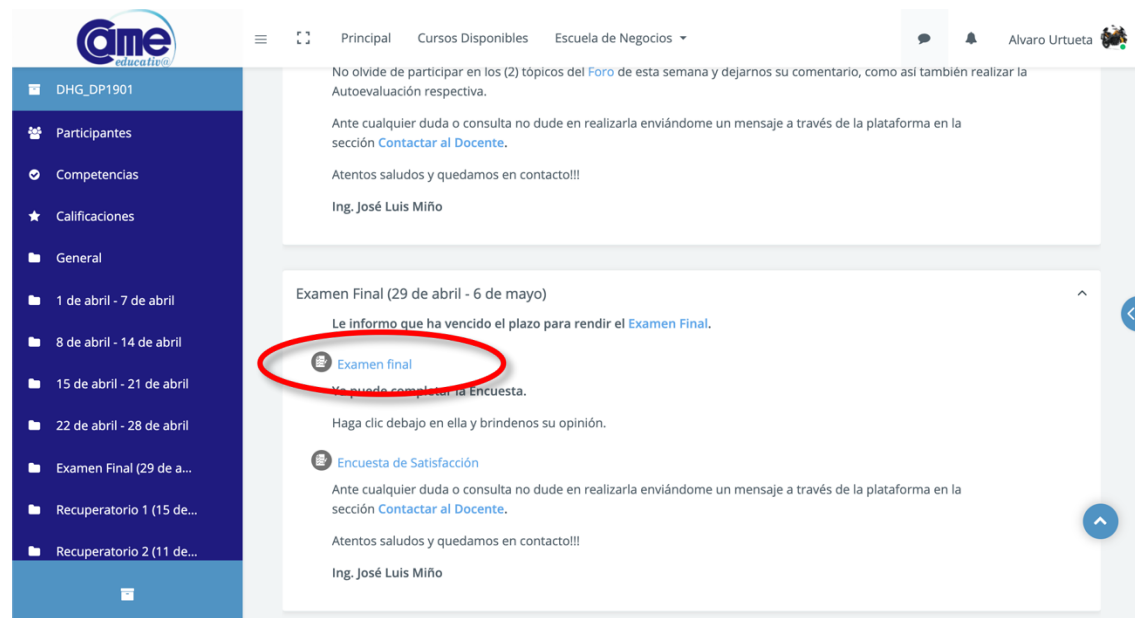 Came
educativ@
Principal Cursos Disponibles Escuela de Negocios Alvaro Urtueta
DHG_DP1901
Participantes
Competencias
Calificaciones
General
1 de abril - 7 de abril
8 de abril - 14 de abril
15 de abril - 21 de abril
22 de abril - 28 de abril
Examen Final (29 de a...
Recuperatorio 1 (15 de...
Recuperatorio 2 (11 de...
No olvide de participar en los (2) tópicos del Foro de esta semana y dejarnos su comentario, como así también realizar la
Autoevaluación respectiva.
Ante cualquier duda o consulta no dude en realizarla enviándome un mensaje a través de la plataforma en la
sección Contactar al Docente.
Atentos saludos y quedamos en contacto!!!
Ing. José Luis Miño
Examen Final (29 de abril - 6 de mayo)
Le informo que ha vencido el plazo para rendir el Examen Final.
Examen final
Ya puede completar la Encuesta.
Haga clic debajo en ella y brindenos su opinión.
Encuesta de Satisfacción
Ante cualquier duda o consulta no dude en realizarla enviándome un mensaje a través de la plataforma en la
sección Contactar al Docente.
Atentos saludos y quedamos en contacto!!!
Ing. José Luis Miño